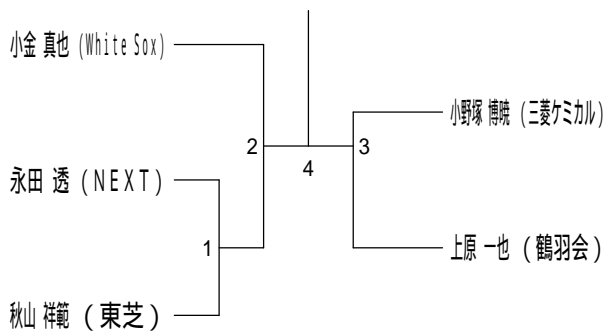 小金 真也 (White Sox)
小野塚 博暁 (三菱ケミカル)
2
3
4
永田 透 (NEXT)
1
上原 一也 (鶴羽会)
秋山 祥範 (東芝)